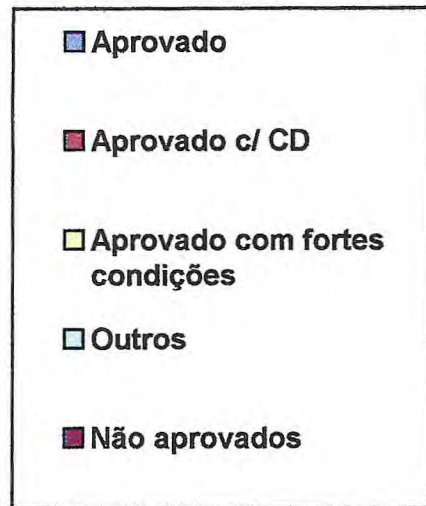 Aprovado
Aprovado c/ CD
Aprovado com fortes
condições
Outros
Não aprovados